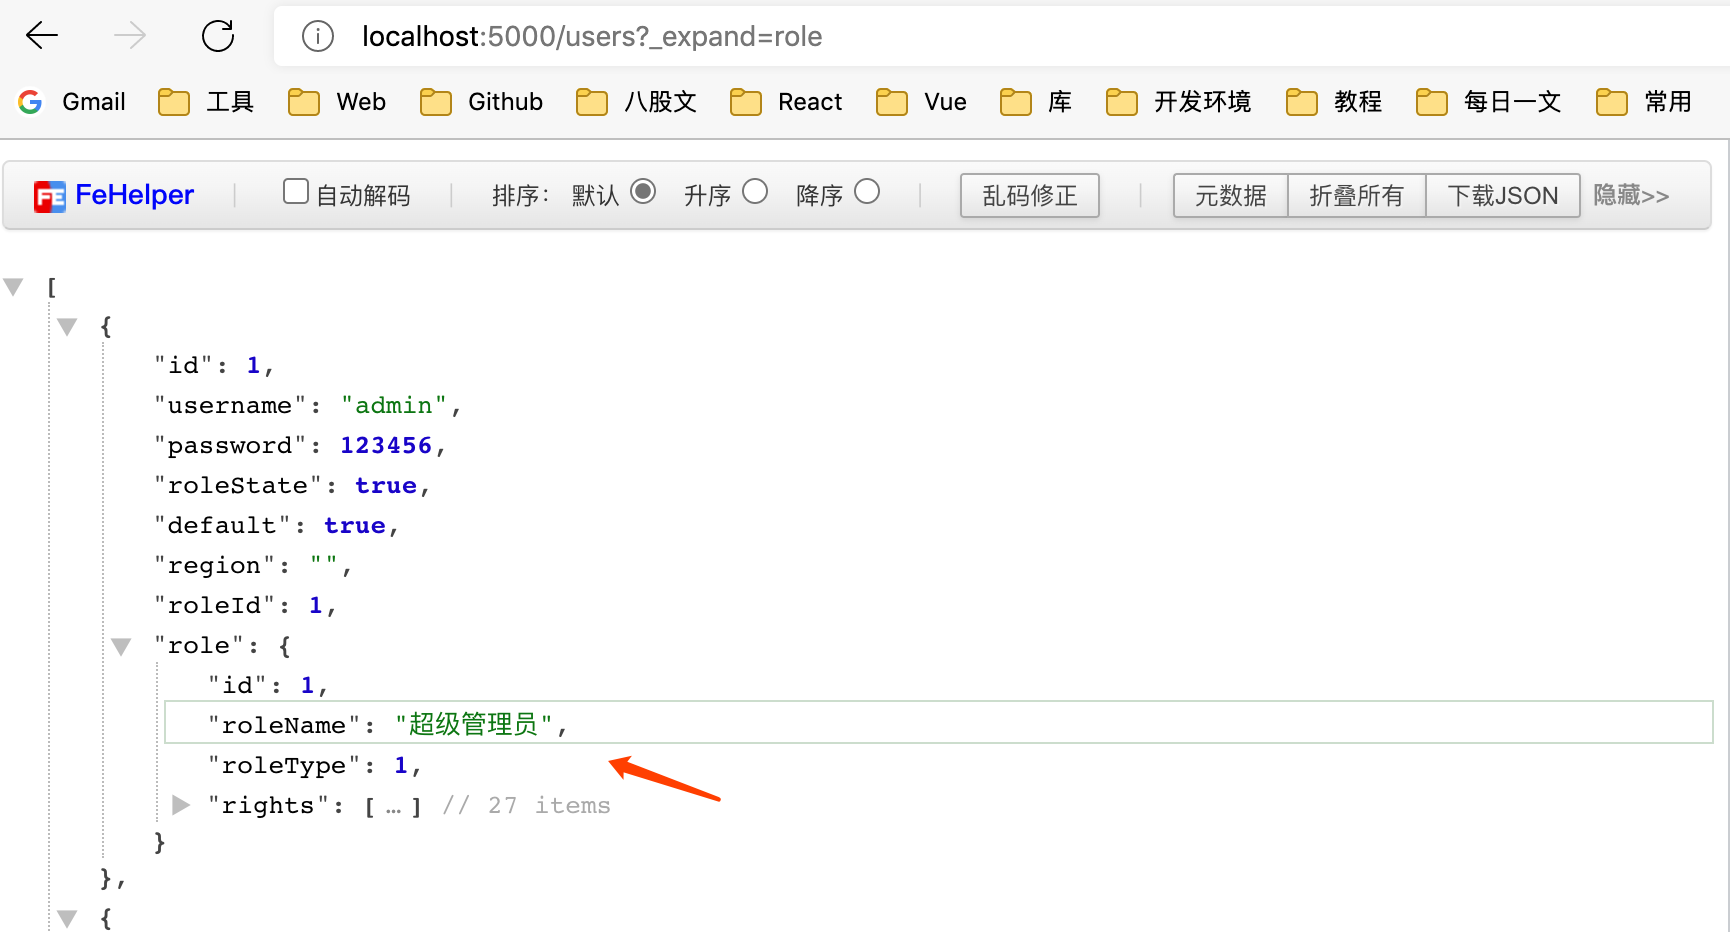 localhost:5000/users?_expand=role
Gmail 工具 Web Github 八股文 React Vue 库 开发环境 教程 每日一文 常用
FE FeHelper 自动解码 排序: 默认 升序 降序 乱码修正 元数据 折叠所有 下载JSON 隐藏>>
[
{
"id": 1,
"username": "admin",
"password": 123456,
"roleState": true,
"default": true,
"region": "",
"roleId": 1,
"role": {
"id": 1,
"roleName": "超级管理员",
"roleType": 1,
"rights": [ … ] // 27 items
}
},
{